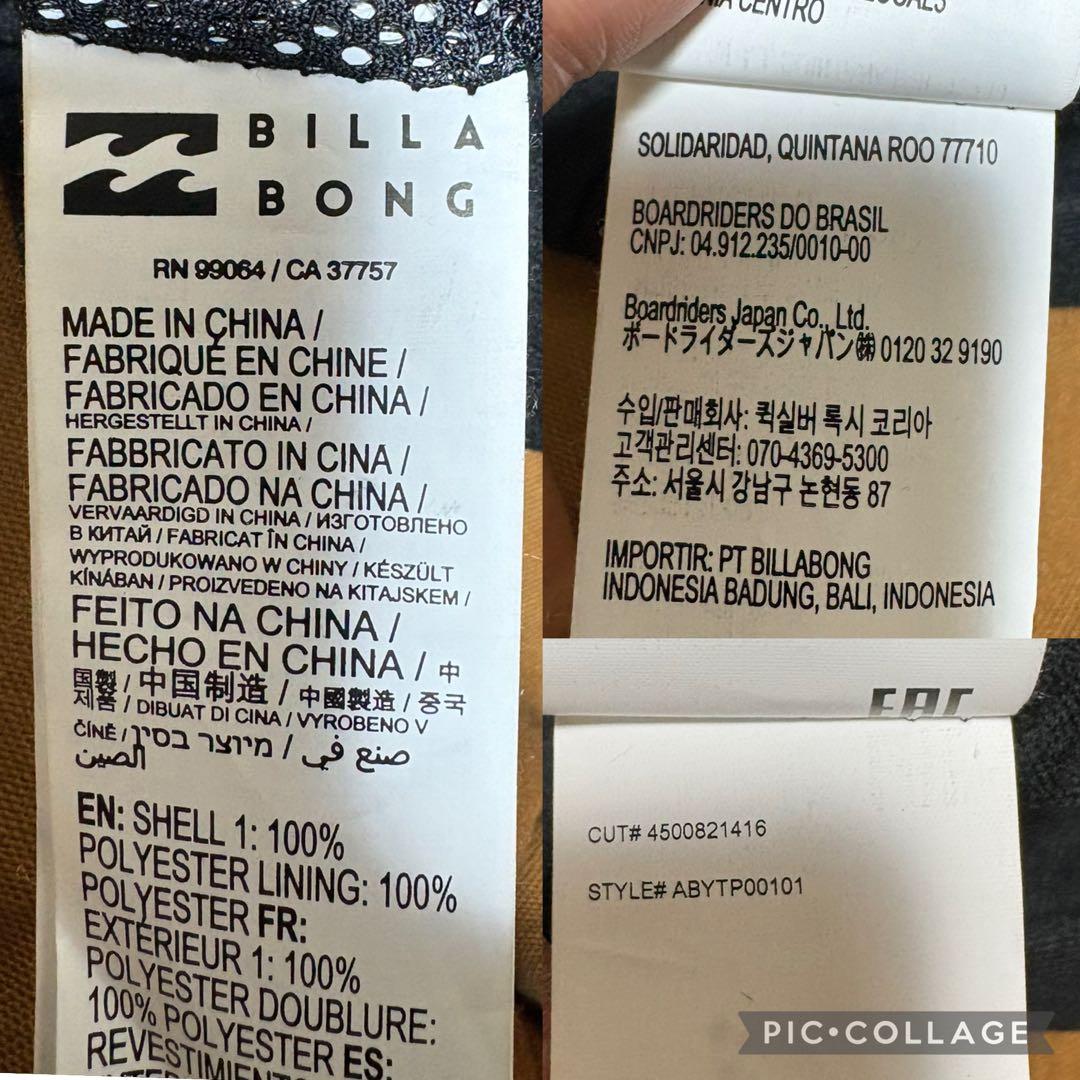 BILLA
BONG
RN 99064 / CA 37757
MADE IN CHINA /
FABRIQUÉ EN CHINE /
FABRICADO EN CHINA /
HERGESTELLT IN CHINA /
FABBRICATO IN CINA /
FABRICADO NA CHINA /
VERVAARDIGD IN CHINA / ИЗГОТОВЛЕНО
В КИТАЙ / FABRICAT ÎN CHINA /
WYPRODUKOWANO W CHINY / KÉSZÜLT
KÍNÁBAN / PROIZVEDENO NA KITAJSKEM /
FEITO NA CHINA /
HECHO EN CHINA / 中
国製 / 中国制造 / 中國製造 / 중국
제품 / DIBUAT DI CINA / VYROBENO V
ČÍNĚ / מיוצר בסין / صنع في
الصين
EN: SHELL 1: 100%
POLYESTER LINING: 100%
POLYESTER FR:
EXTÉRIEUR 1: 100%
POLYESTER DOUBLURE:
100% POLYESTER ES:
CENTRO
SOLIDARIDAD, QUINTANA ROO 77710
BOARDRIDERS DO BRASIL
CNPJ: 04.912.235/0010-00
Boardriders Japan Co., Ltd.
ボードライダーズジャパン㈱ 0120 32 9190
수입/판매회사: 퀵실버 록시 코리아
고객관리센터: 070-4369-5300
주소: 서울시 강남구 논현동 87
IMPORTIR: PT BILLABONG
INDONESIA BADUNG, BALI, INDONESIA
CUT# 4500821416
STYLE# ABYTP00101
PIC•COLLAGE